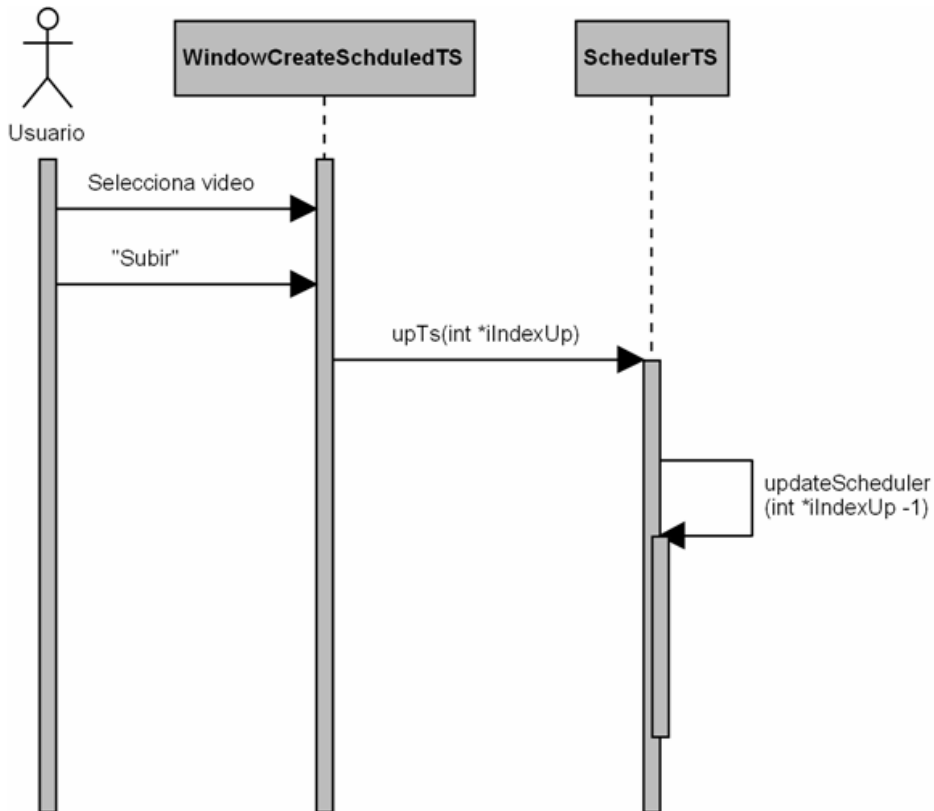 WindowCreateSchduledTS
SchedulerTS
Usuario
Selecciona video
"Subir"
upTs(int *iIndexUp)
updateScheduler
(int *iIndexUp -1)